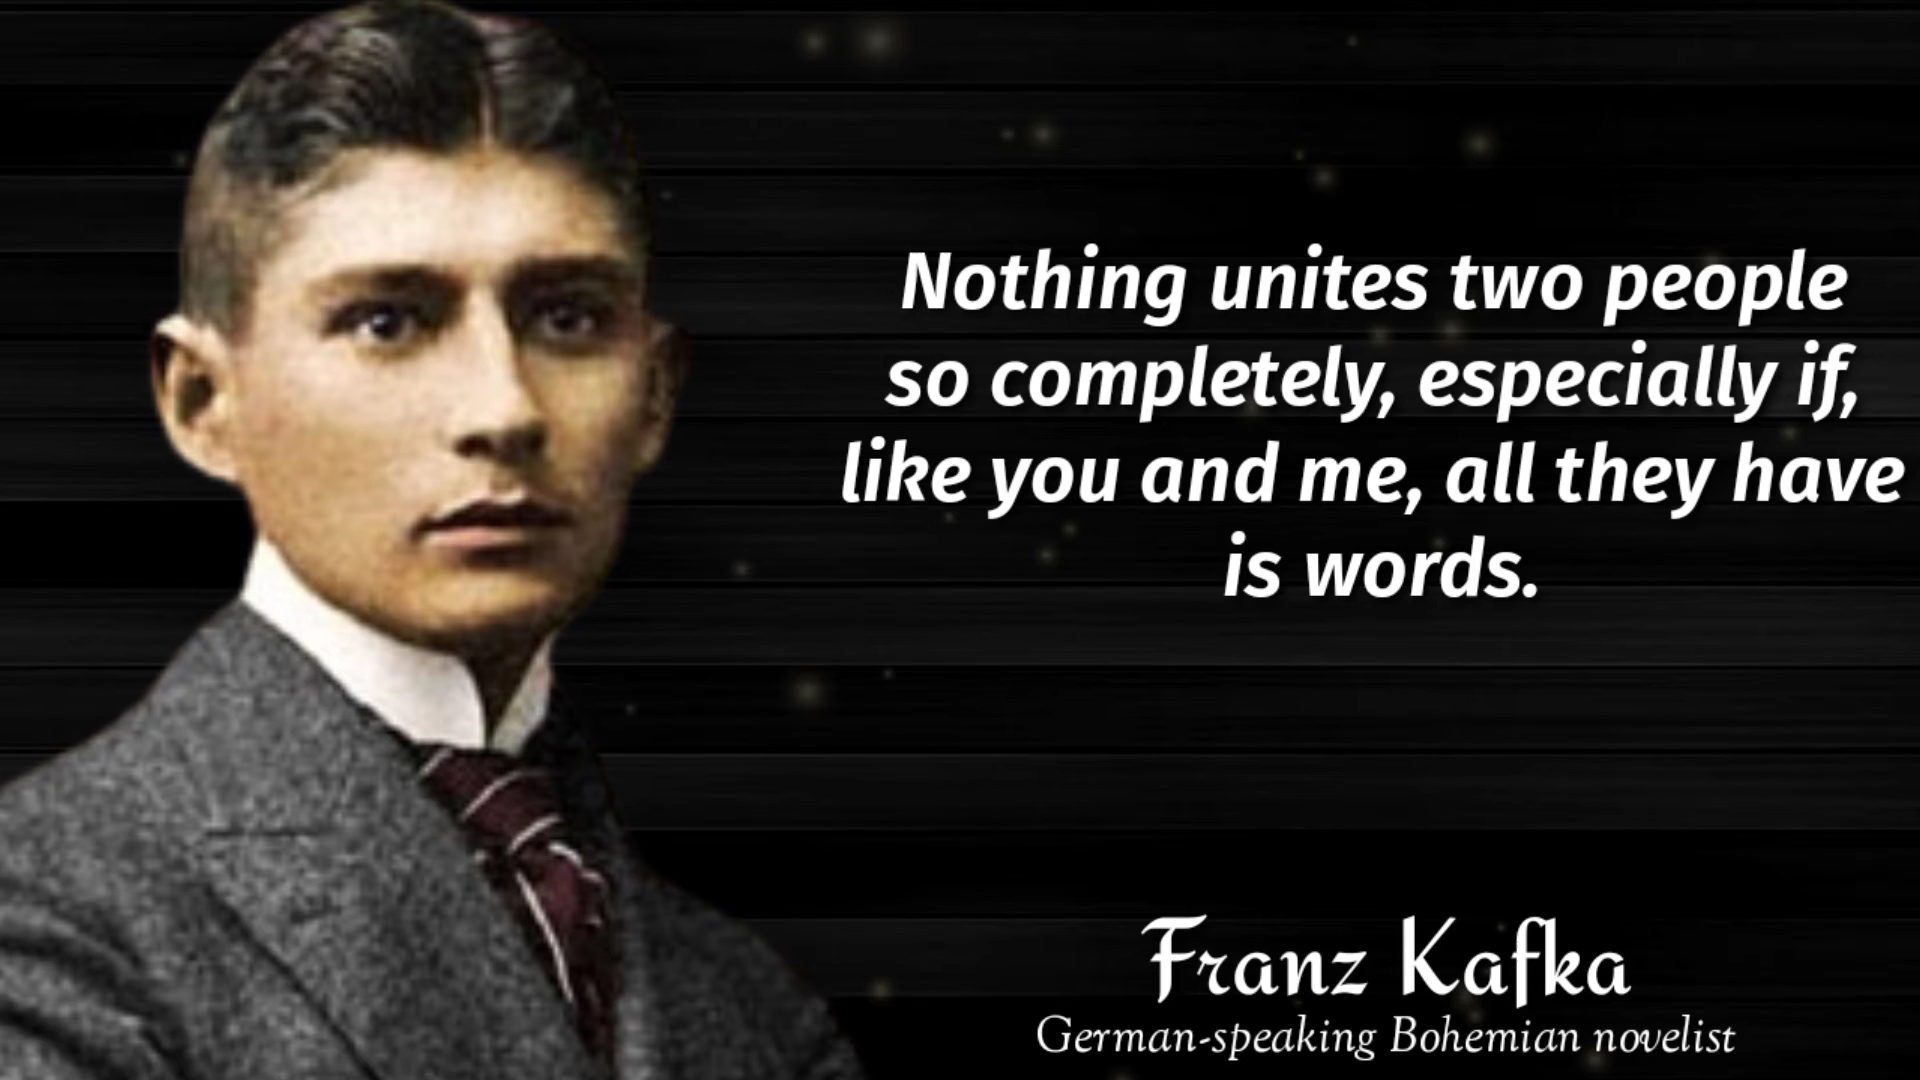 Nothing unites two people
so completely, especially if,
like you and me, all they have
is words.
Franz Kafka
German-speaking Bohemian novelist